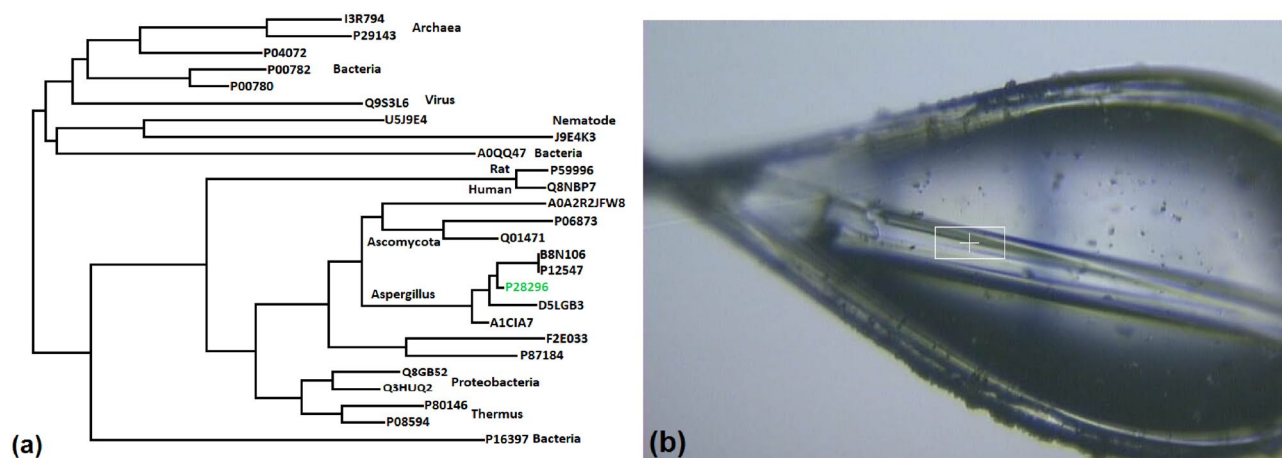 I3R794
Archaea
P29143
P04072
P00782
Bacteria
P00780
Q9S3L6
Virus
U5J9E4
Nematode
J9E4K3
A0QQ47 Bacteria
Rat
P59996
Human
Q8NBP7
A0A2R2JFW8
P06873
Ascomycota
Q01471
B8N106
P12547
Aspergillus
P28296
D5LGB3
A1CIA7
F2E033
P87184
Q8GB52
Proteobacteria
Q3HUQ2
P80146
Thermus
P08594
P16397 Bacteria
(a)
(b)